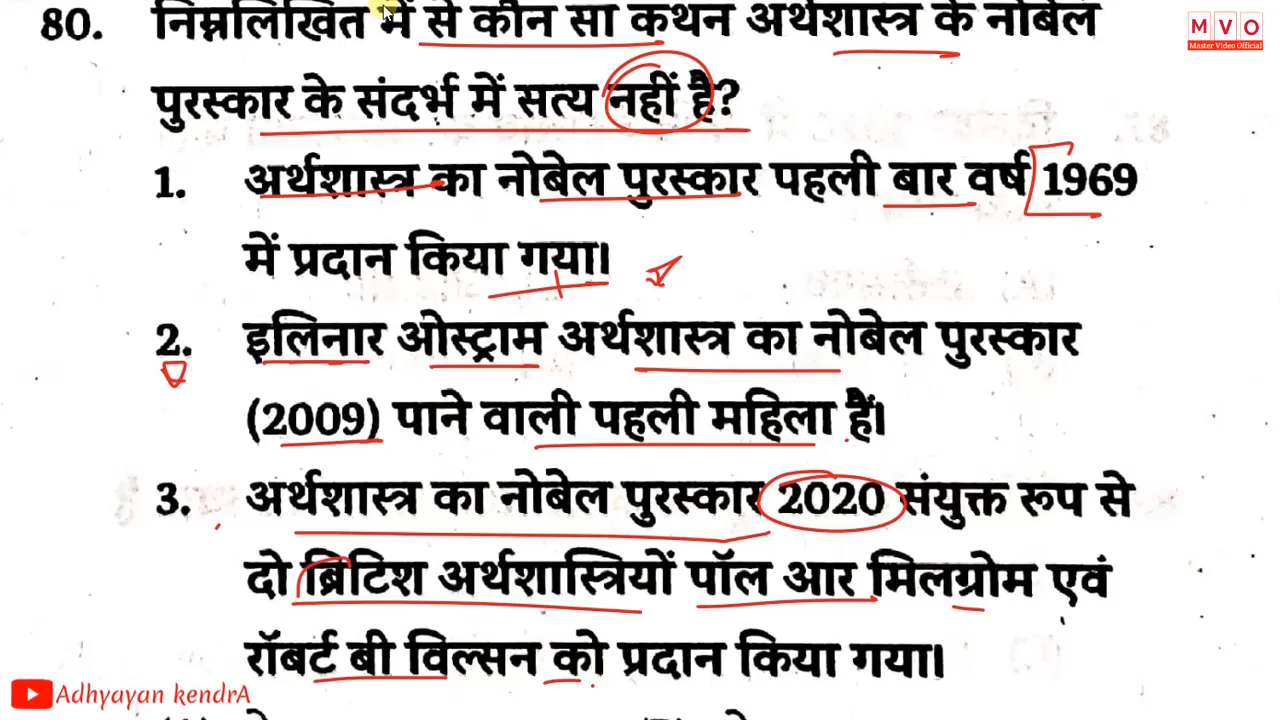 80. निम्नलिखित में से कौन सा कथन अर्थशास्त्र के नोबेल
पुरस्कार के संदर्भ में सत्य नहीं है?
1. अर्थशास्त्र का नोबेल पुरस्कार पहली बार वर्ष 1969
में प्रदान किया गया।
2. इलिनार ओस्ट्राम अर्थशास्त्र का नोबेल पुरस्कार
(2009) पाने वाली पहली महिला हैं।
3. अर्थशास्त्र का नोबेल पुरस्कार 2020 संयुक्त रूप से
दो ब्रिटिश अर्थशास्त्रियों पॉल आर मिलग्रोम एवं
रॉबर्ट बी विल्सन को प्रदान किया गया।
MVO
Master Video Official
Adhyayan kendrA